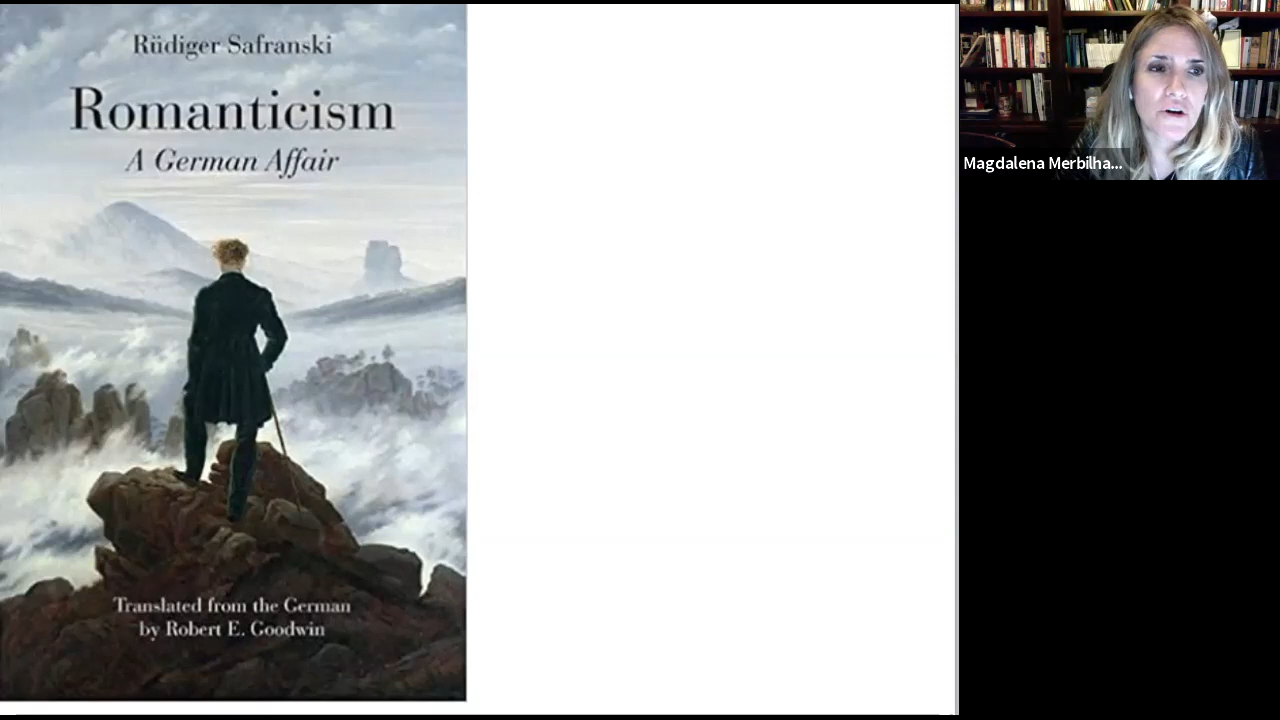 Rüdiger Safranski
Romanticism
A German Affair
Translated from the German
by Robert E. Goodwin
Magdalena Merbilha...